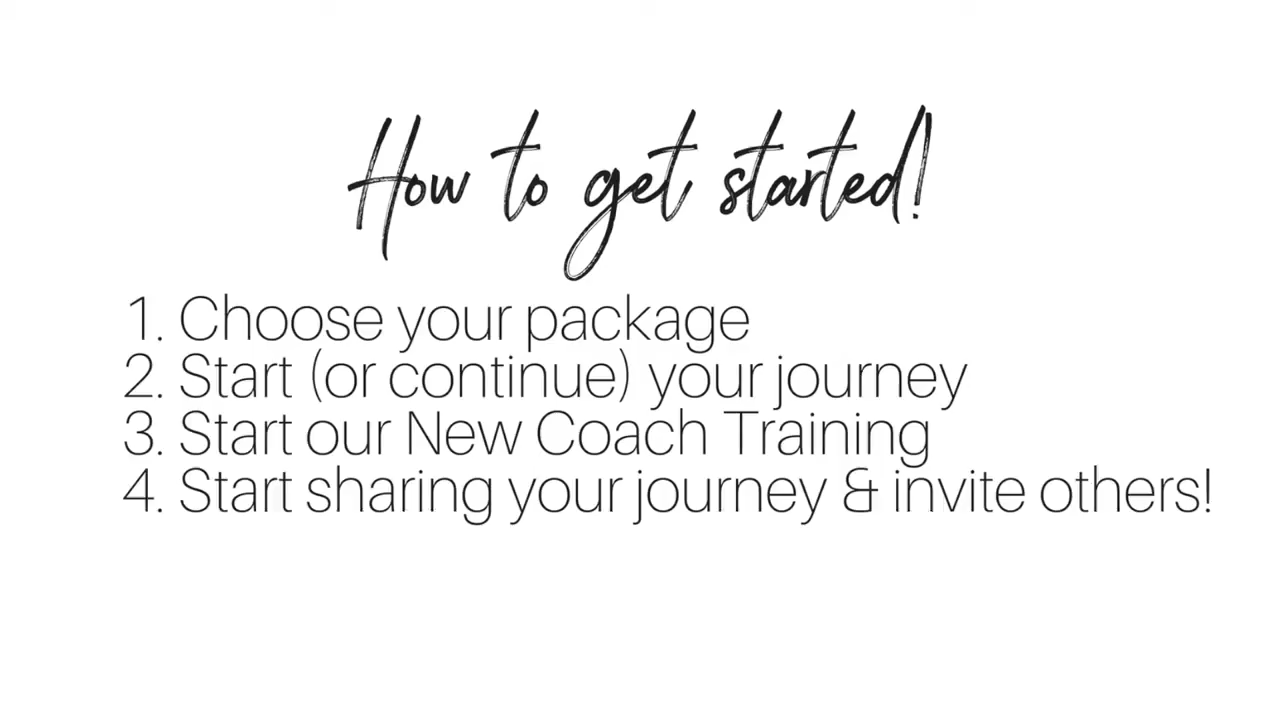 How to get started!
1. Choose your package
2. Start (or continue) your journey
3. Start our New Coach Training
4. Start sharing your journey & invite others!